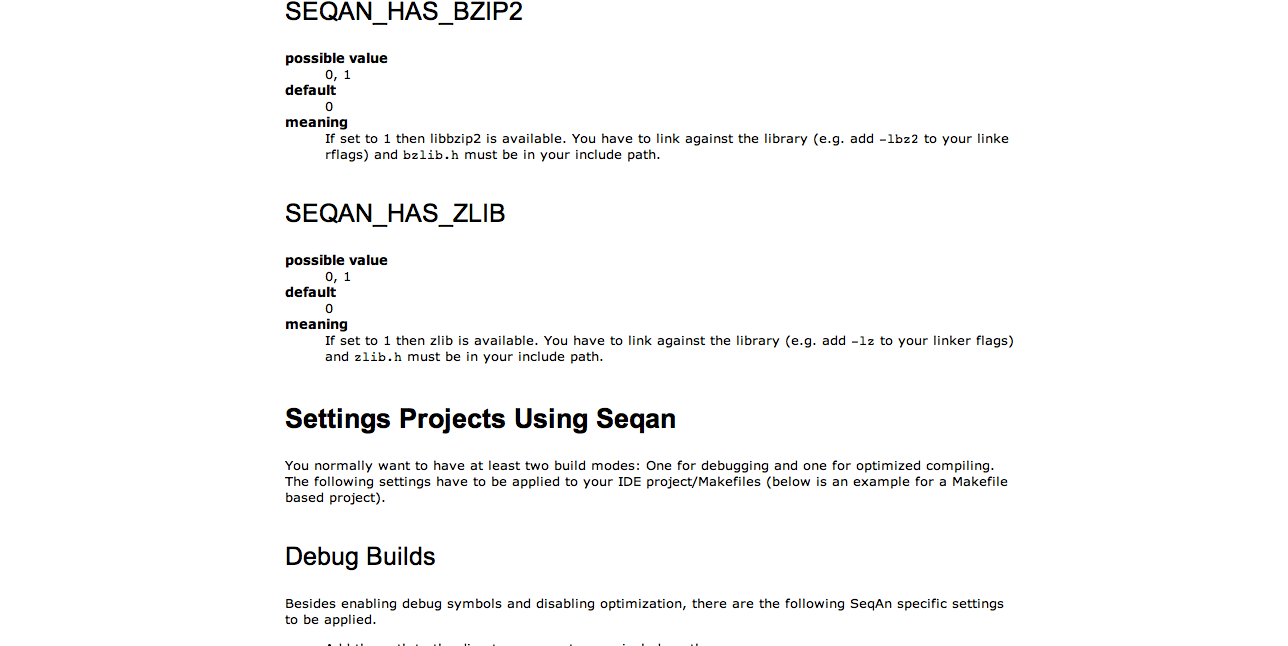 SEQAN_HAS_BZIP2
possible value
0, 1
default
0
meaning
If set to 1 then libbzip2 is available. You have to link against the library (e.g. add -lbz2 to your linke
rflags) and bzlib.h must be in your include path.
SEQAN_HAS_ZLIB
possible value
0, 1
default
0
meaning
If set to 1 then zlib is available. You have to link against the library (e.g. add -lz to your linker flags)
and zlib.h must be in your include path.
Settings Projects Using Seqan
You normally want to have at least two build modes: One for debugging and one for optimized compiling.
The following settings have to be applied to your IDE project/Makefiles (below is an example for a Makefile
based project).
Debug Builds
Besides enabling debug symbols and disabling optimization, there are the following SeqAn specific settings
to be applied.